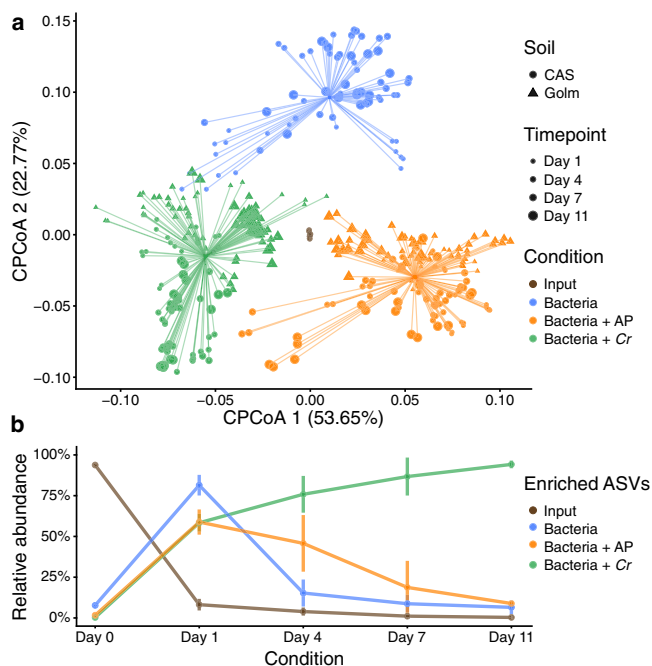 a
0.15
0.10
0.05
0.00
−0.05
−0.10
CPCoA 2 (22.77%)
−0.10
−0.05
0.00
0.05
0.10
CPCoA 1 (53.65%)
Soil
CAS
Golm
Timepoint
Day 1
Day 4
Day 7
Day 11
Condition
Input
Bacteria
Bacteria + AP
Bacteria + Cr
b
100%
75%
50%
25%
0%
Relative abundance
Day 0
Day 1
Day 4
Day 7
Day 11
Condition
Enriched ASVs
Input
Bacteria
Bacteria + AP
Bacteria + Cr